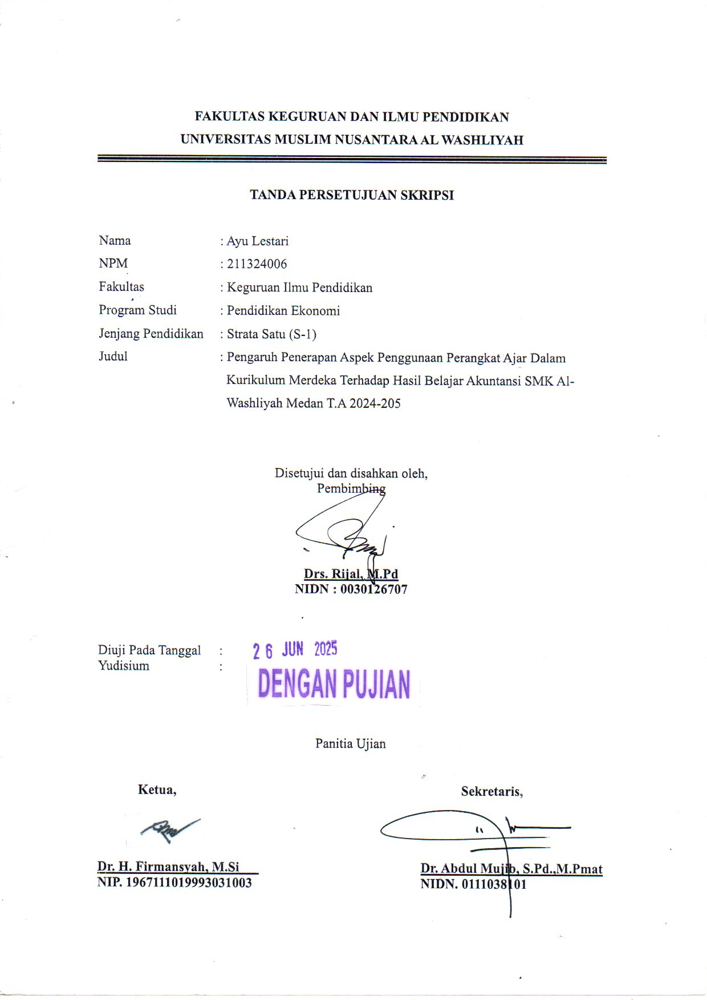 FAKULTAS KEGURUAN DAN ILMU PENDIDIKAN
UNIVERSITAS MUSLIM NUSANTARA AL WASHLIYAH
TANDA PERSETUJUAN SKRIPSI
Nama : Ayu Lestari
NPM : 211324006
Fakultas : Keguruan Ilmu Pendidikan
Program Studi : Pendidikan Ekonomi
Jenjang Pendidikan : Strata Satu (S-1)
Judul : Pengaruh Penerapan Aspek Penggunaan Perangkat Ajar Dalam
Kurikulum Merdeka Terhadap Hasil Belajar Akuntansi SMK Al-
Washliyah Medan T.A 2024-205
Disetujui dan disahkan oleh,
Pembimbing
Drs. Rijal, M.Pd
NIDN : 0030126707
Diuji Pada Tanggal : 26 JUN 2025
Yudisium :
DENGAN PUJIAN
Panitia Ujian
Ketua,
Sekretaris,
Dr. H. Firmansyah, M.Si
NIP. 1967111019993031003
Dr. Abdul Mujib, S.Pd.,M.Pmat
NIDN. 0111038101